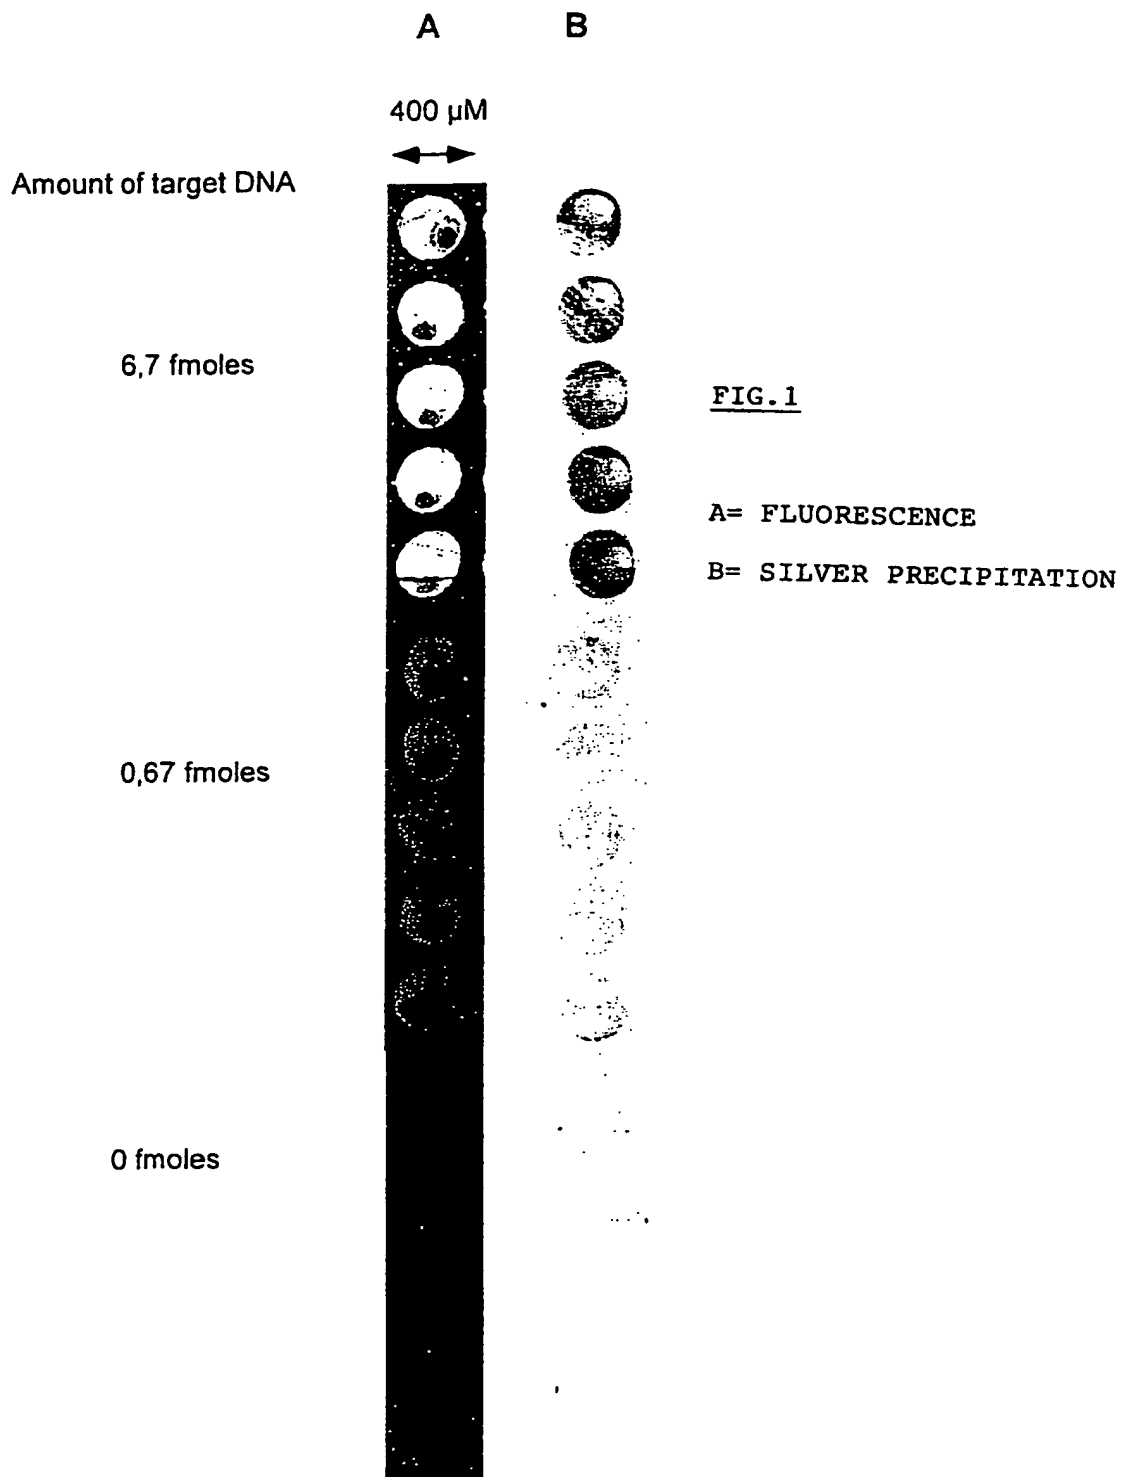 A
B
400 µM
Amount of target DNA
6,7 fmoles
FIG.1
A= FLUORESCENCE
B= SILVER PRECIPITATION
0,67 fmoles
0 fmoles